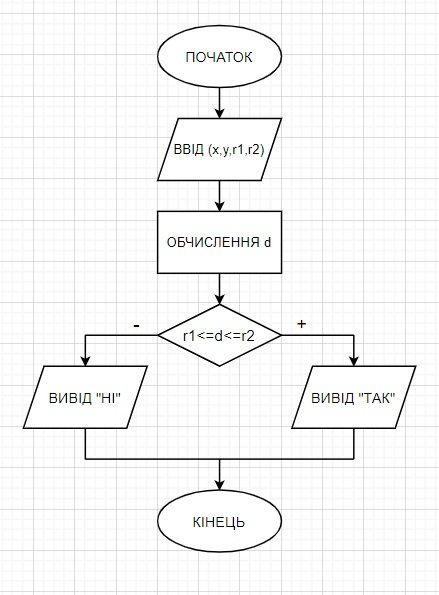 ПОЧАТОК
ВВІД (x,y,r1,r2)
ОБЧИСЛЕННЯ d
r1<=d<=r2
-
+
ВИВІД "НІ"
ВИВІД "ТАК"
КІНЕЦЬ